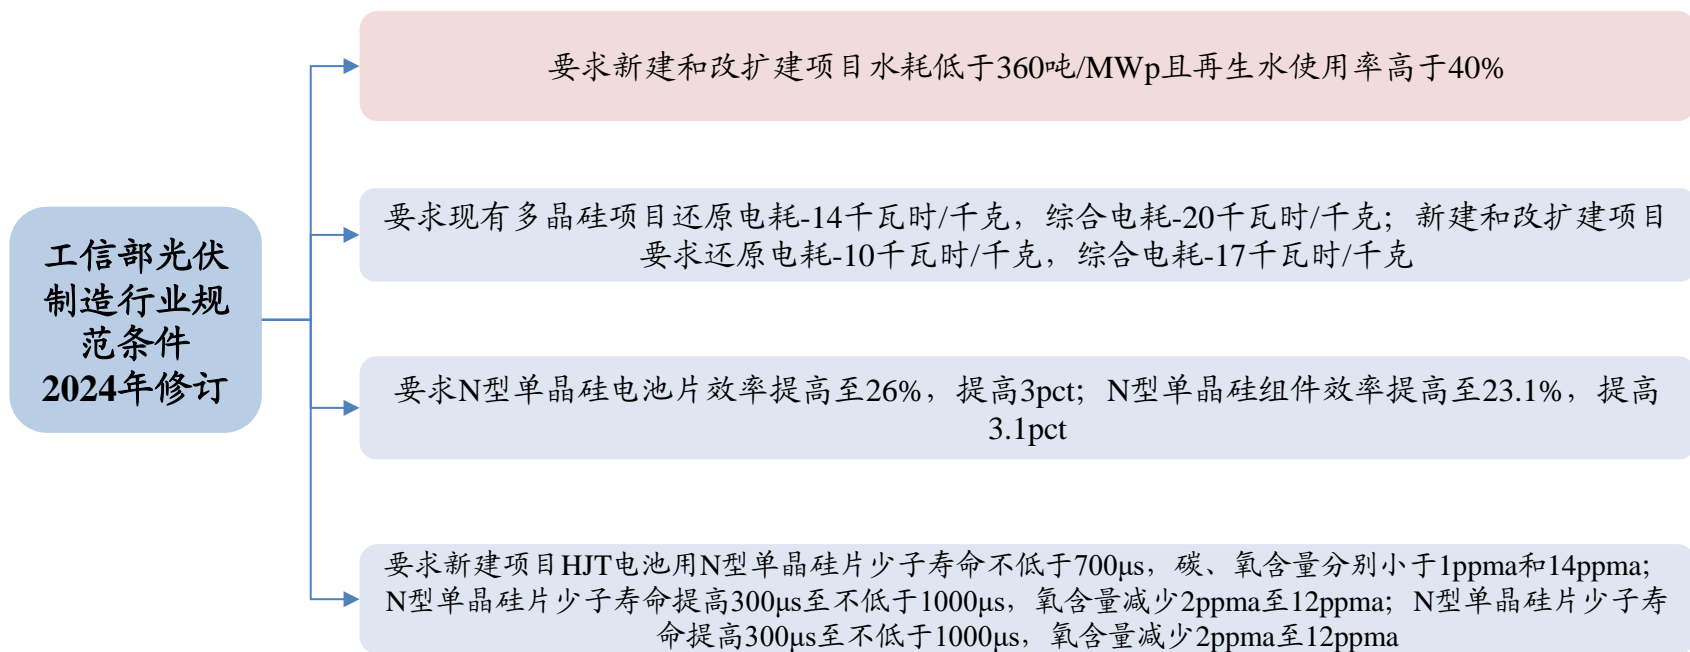 工信部光伏
制造行业规
范条件
2024年修订
要求新建和改扩建项目水耗低于360吨/MWp且再生水使用率高于40%
要求现有多晶硅项目还原电耗-14千瓦时/千克，综合电耗-20千瓦时/千克；新建和改扩建项目
要求还原电耗-10千瓦时/千克，综合电耗-17千瓦时/千克
要求N型单晶硅电池片效率提高至26%，提高3pct；N型单晶硅组件效率提高至23.1%，提高
3.1pct
要求新建项目HJT电池用N型单晶硅片少子寿命不低于700μs，碳、氧含量分别小于1ppma和14ppma；
N型单晶硅片少子寿命提高300μs至不低于1000μs，氧含量减少2ppma至12ppma；N型单晶硅片少子寿
命提高300μs至不低于1000μs，氧含量减少2ppma至12ppma